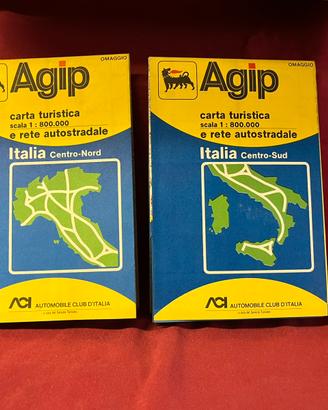 OMAGGIO
Agip
carta turistica
scala 1 : 800.000
e rete autostradale
Italia Centro-Nord
ACI AUTOMOBILE CLUB D'ITALIA
OMAGGIO
Agip
carta turistica
scala 1 : 800.000
e rete autostradale
Italia Centro-Sud
ACI AUTOMOBILE CLUB D'ITALIA